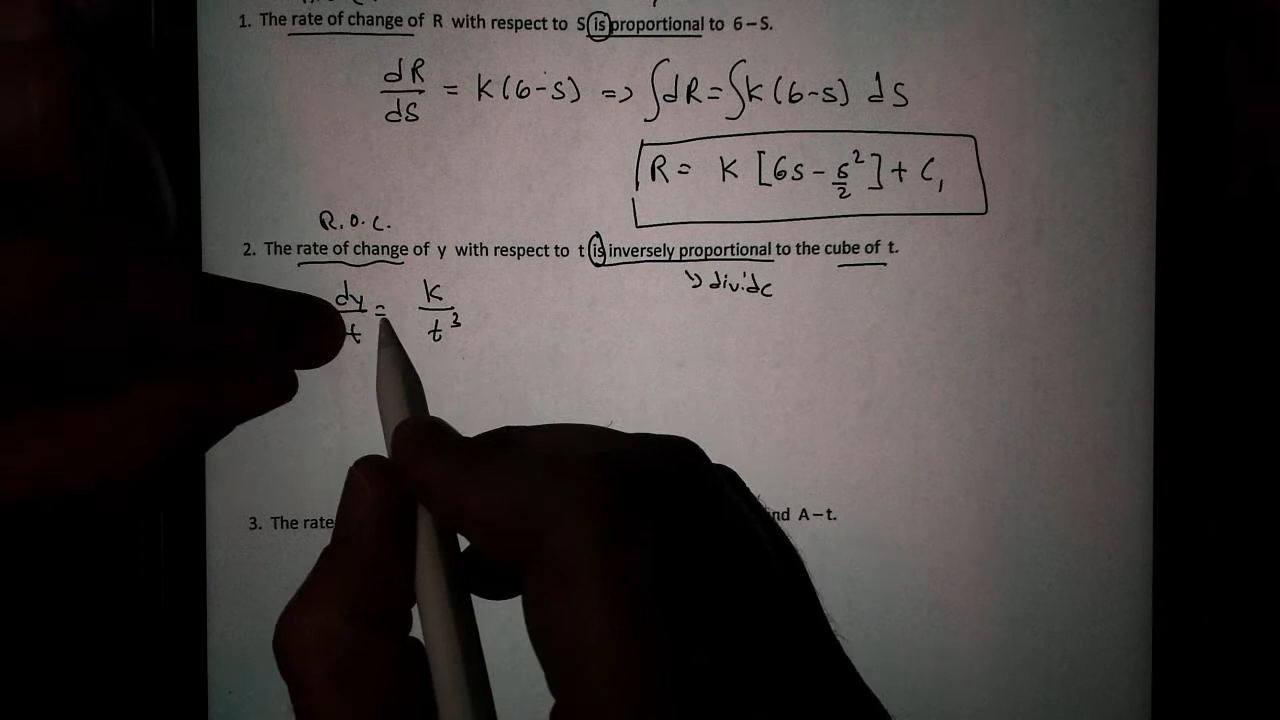 1. The rate of change of R with respect to S is proportional to 6-S.
dR/dS = K(6-S) => ∫dR=∫K(6-S) dS
R= K [6S-S²/2]+C₁
R.O.C.
2. The rate of change of y with respect to t is inversely proportional to the cube of t.
↳ divide
dy/t = K/t³
3. The rate nd A-t.